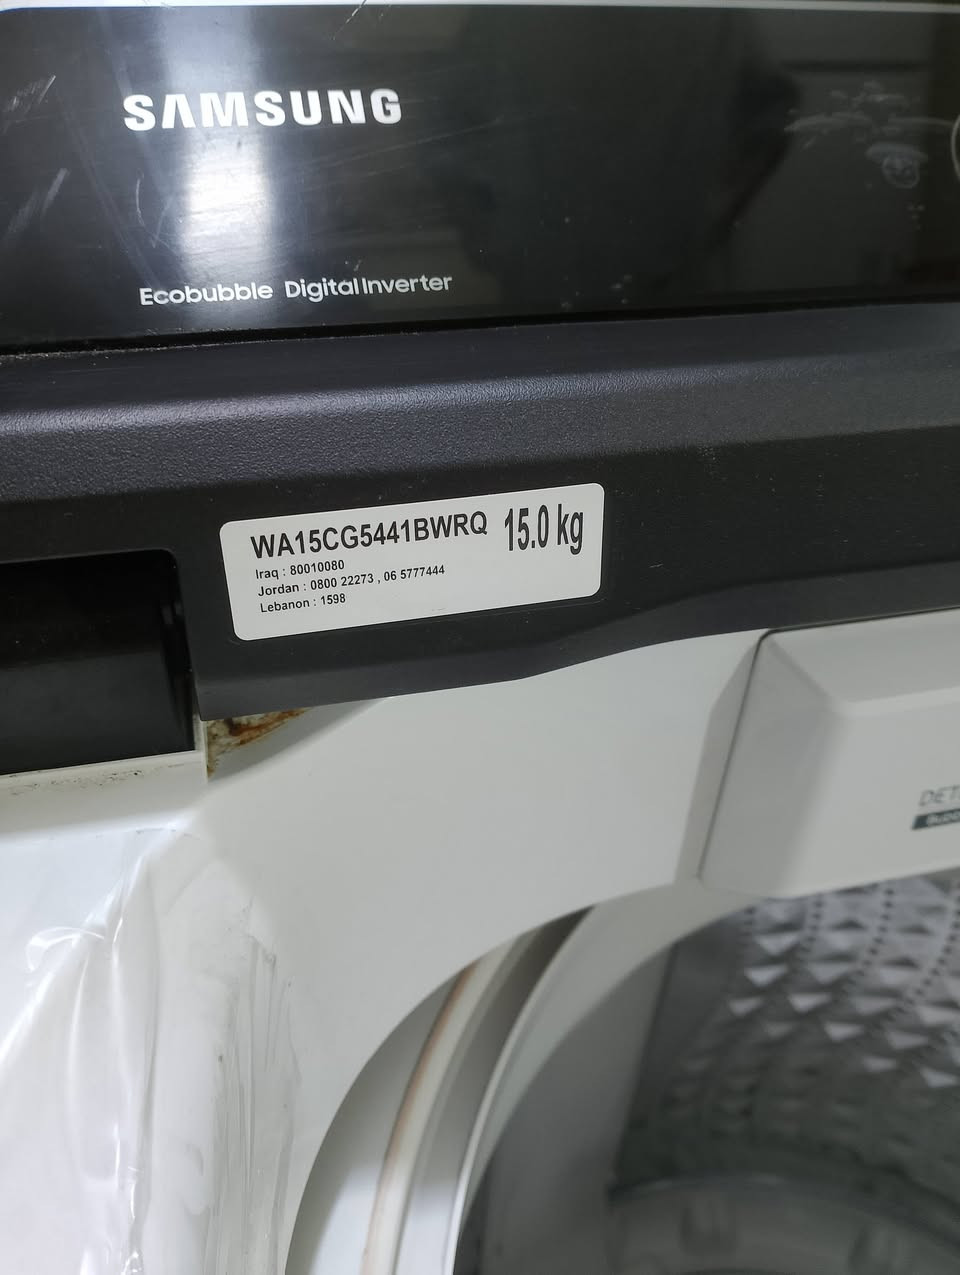 SAMSUNG
Ecobubble Digital Inverter
WA15CG5441BWRQ 15.0 kg
Iraq : 80010080
Jordan : 0800 22273 , 06 5777444
Lebanon : 1598